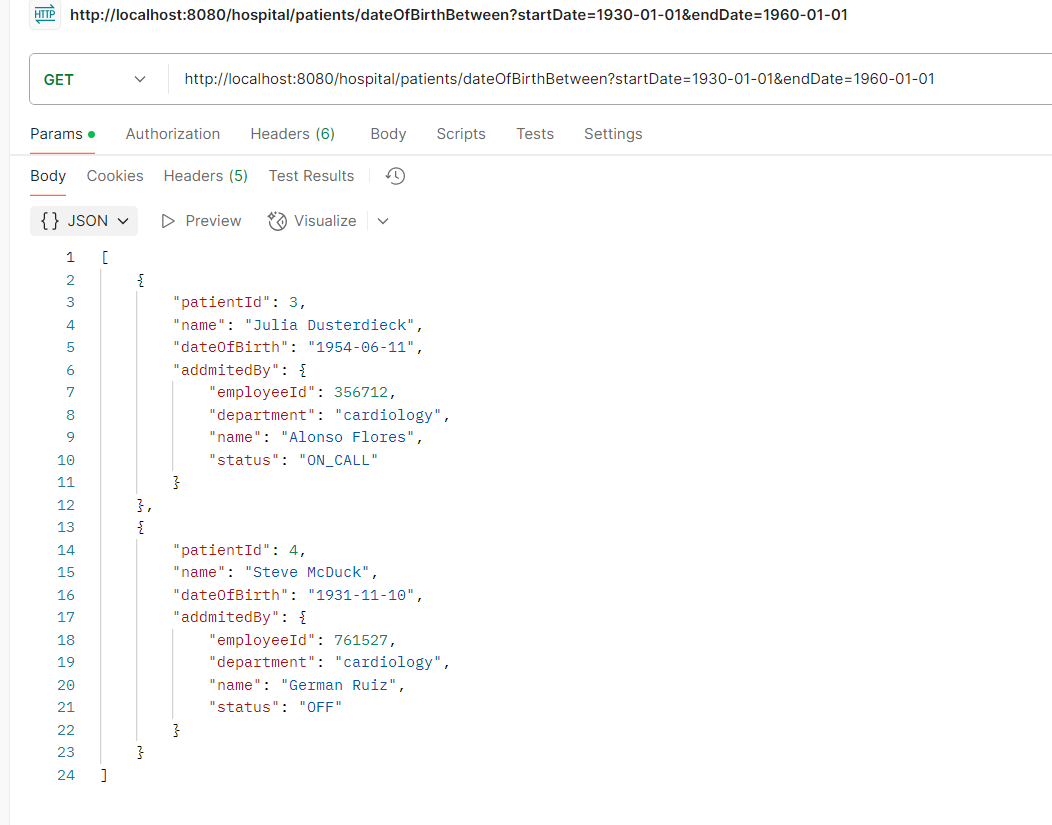 HTTP http://localhost:8080/hospital/patients/dateOfBirthBetween?startDate=1930-01-01&endDate=1960-01-01
GET http://localhost:8080/hospital/patients/dateOfBirthBetween?startDate=1930-01-01&endDate=1960-01-01
Params Authorization Headers (6) Body Scripts Tests Settings
Body Cookies Headers (5) Test Results
{} JSON Preview Visualize
1 [
2 {
3 "patientId": 3,
4 "name": "Julia Dusterdieck",
5 "dateOfBirth": "1954-06-11",
6 "addmitedBy": {
7 "employeeId": 356712,
8 "department": "cardiology",
9 "name": "Alonso Flores",
10 "status": "ON_CALL"
11 }
12 },
13 {
14 "patientId": 4,
15 "name": "Steve McDuck",
16 "dateOfBirth": "1931-11-10",
17 "addmitedBy": {
18 "employeeId": 761527,
19 "department": "cardiology",
20 "name": "German Ruiz",
21 "status": "OFF"
22 }
23 }
24 ]